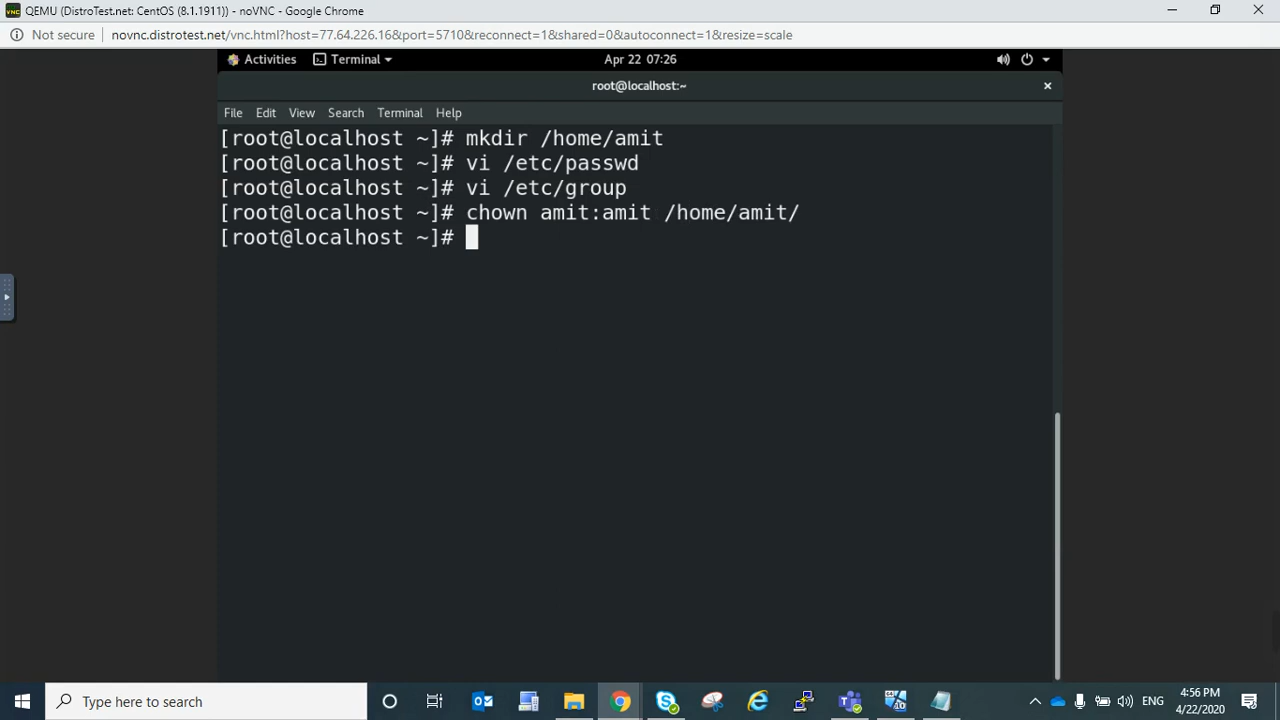 QEMU (DistroTest.net: CentOS (8.1.1911)) - noVNC - Google Chrome
Not secure novnc.distrotest.net/vnc.html?host=77.64.226.16&port=5710&reconnect=1&shared=0&autoconnect=1&resize=scale
Activities Terminal Apr 22 07:26
root@localhost:~
File Edit View Search Terminal Help
[root@localhost ~]# mkdir /home/amit
[root@localhost ~]# vi /etc/passwd
[root@localhost ~]# vi /etc/group
[root@localhost ~]# chown amit:amit /home/amit/
[root@localhost ~]#
Type here to search
ENG
4:56 PM
4/22/2020